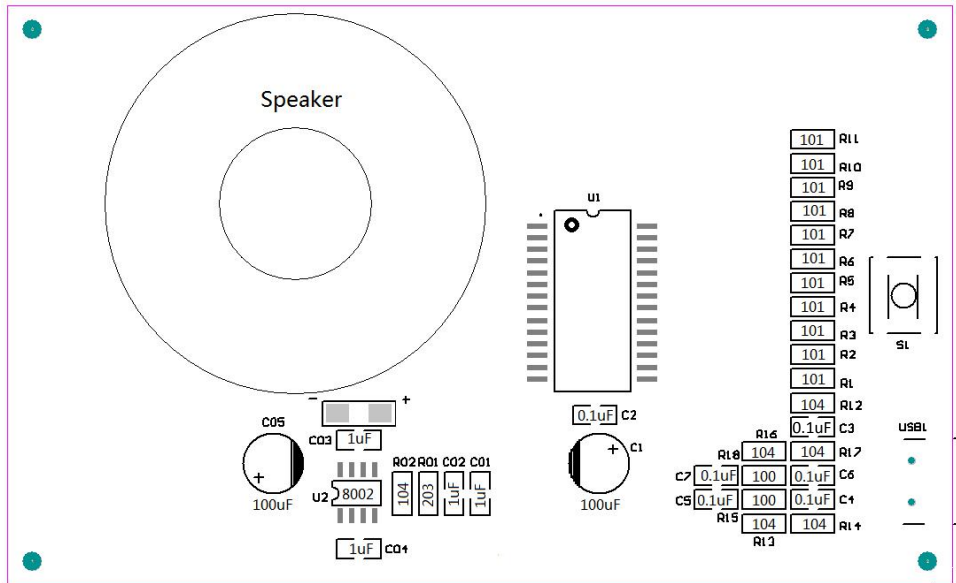 Speaker
101 R11
101 R10
101 R9
101 R8
101 R7
101 R6
101 R5
101 R4
101 R3
101 R2
101 R1
104 R12
0.1uF C3
U1
S1
USB1
0.1uF C2
+ C1
100uF
- +
C05
+
100uF
C03 1uF
U2 8002
R02 R01 C02 C01
104 203 1uF 1uF
1uF C04
R16
R18 104 104 R17
C7 0.1uF 100 0.1uF C6
C5 0.1uF 100 0.1uF C4
R15 104 104 R14
R13